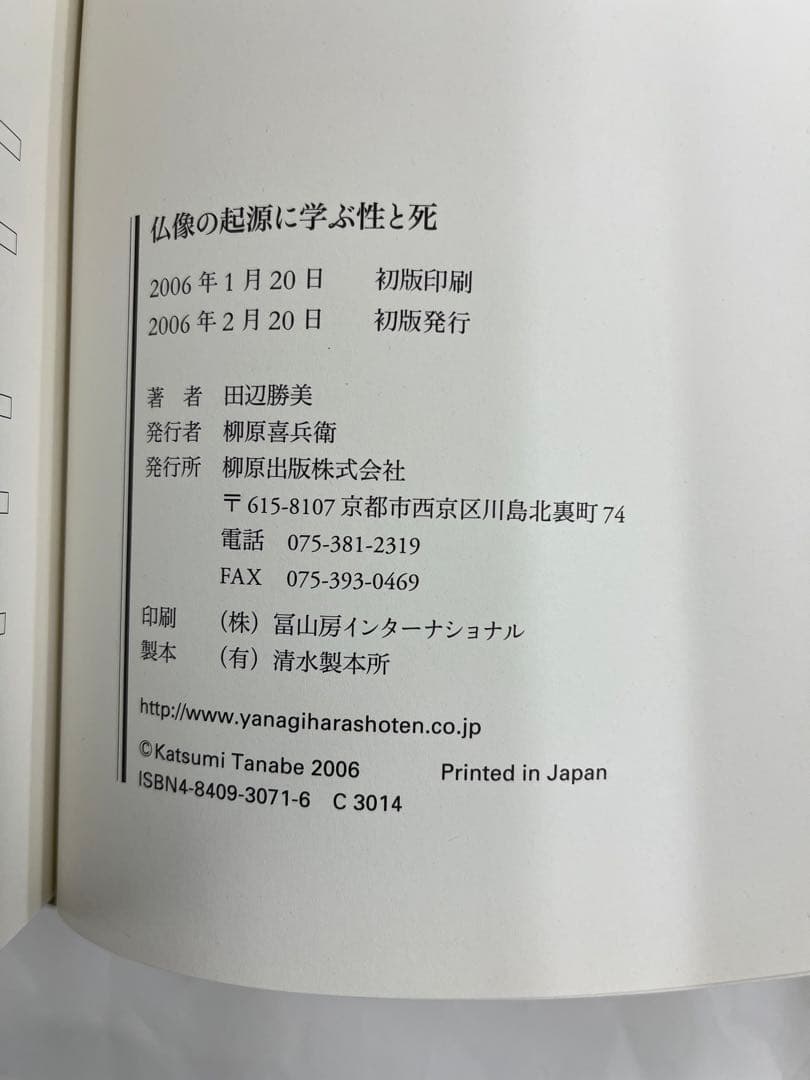 仏像の起源に学ぶ性と死
2006年1月20日　初版印刷
2006年2月20日　初版発行
著　者　田辺勝美
発行者　柳原喜兵衛
発行所　柳原出版株式会社
〒615-8107 京都市西京区川島北裏町74
電話　075-381-2319
FAX　075-393-0469
印刷　（株）冨山房インターナショナル
製本　（有）清水製本所
http://www.yanagiharashoten.co.jp
©Katsumi Tanabe 2006　Printed in Japan
ISBN4-8409-3071-6　C 3014